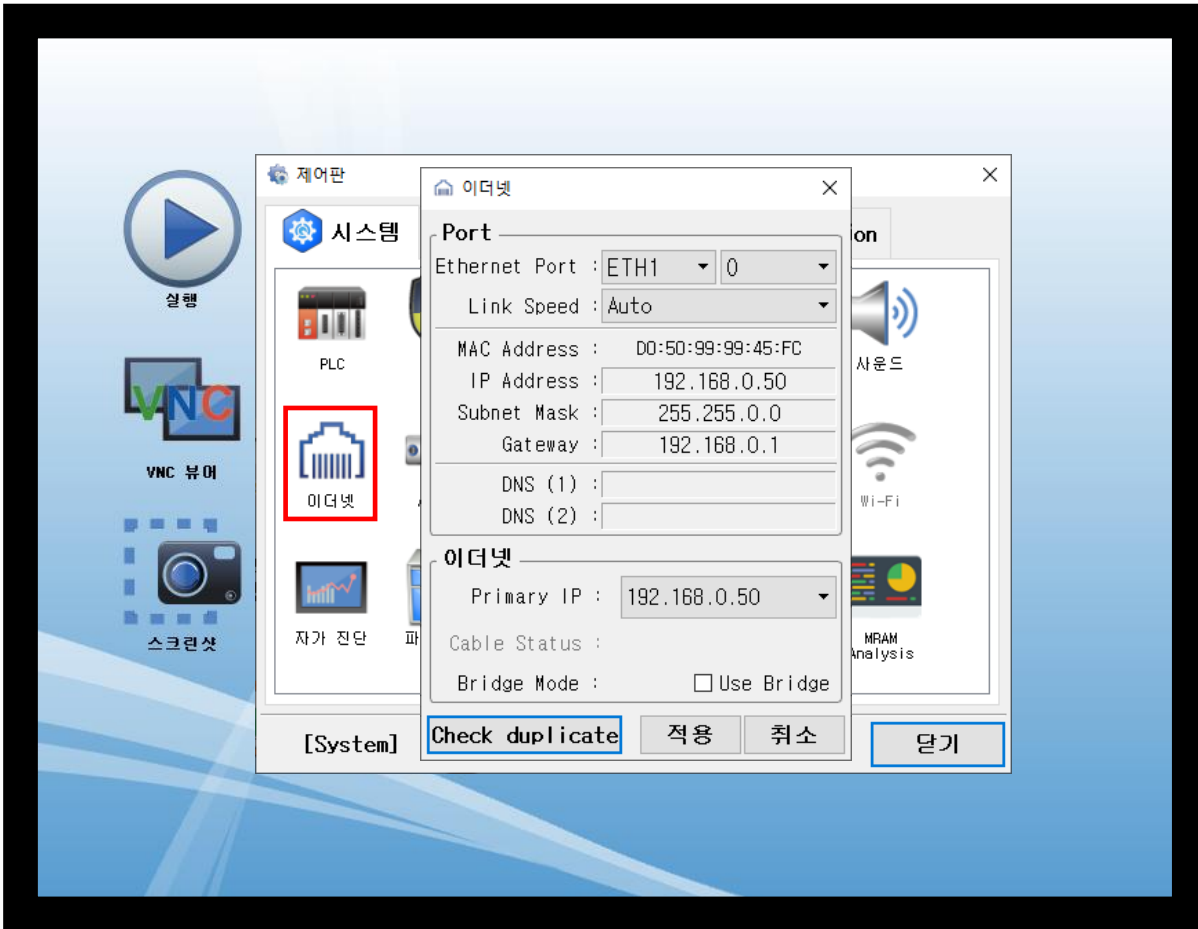 실행
VNC
VNC 뷰어
스크린샷
제어판
시스템
PLC
이더넷
자가 진단
[System]
이더넷
Port
Ethernet Port : ETH1 0
Link Speed : Auto
MAC Address : D0:50:99:99:45:FC
IP Address : 192.168.0.50
Subnet Mask : 255.255.0.0
Gateway : 192.168.0.1
DNS (1) :
DNS (2) :
이더넷
Primary IP : 192.168.0.50
Cable Status :
Bridge Mode : Use Bridge
Check duplicate 적용 취소
사운드
Wi-Fi
MRAM
Analysis
닫기